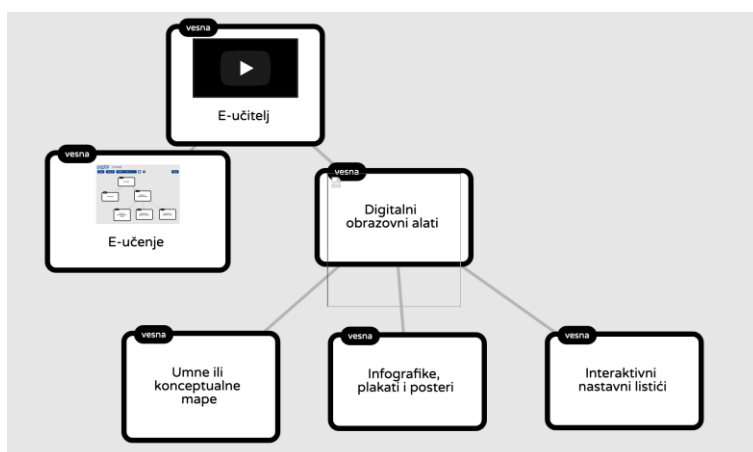 vesna
E-učitelj
vesna
E-učenje
vesna
Digitalni
obrazovni alati
vesna
Umne ili
konceptualne
mape
vesna
Infografike,
plakati i posteri
vesna
Interaktivni
nastavni listići